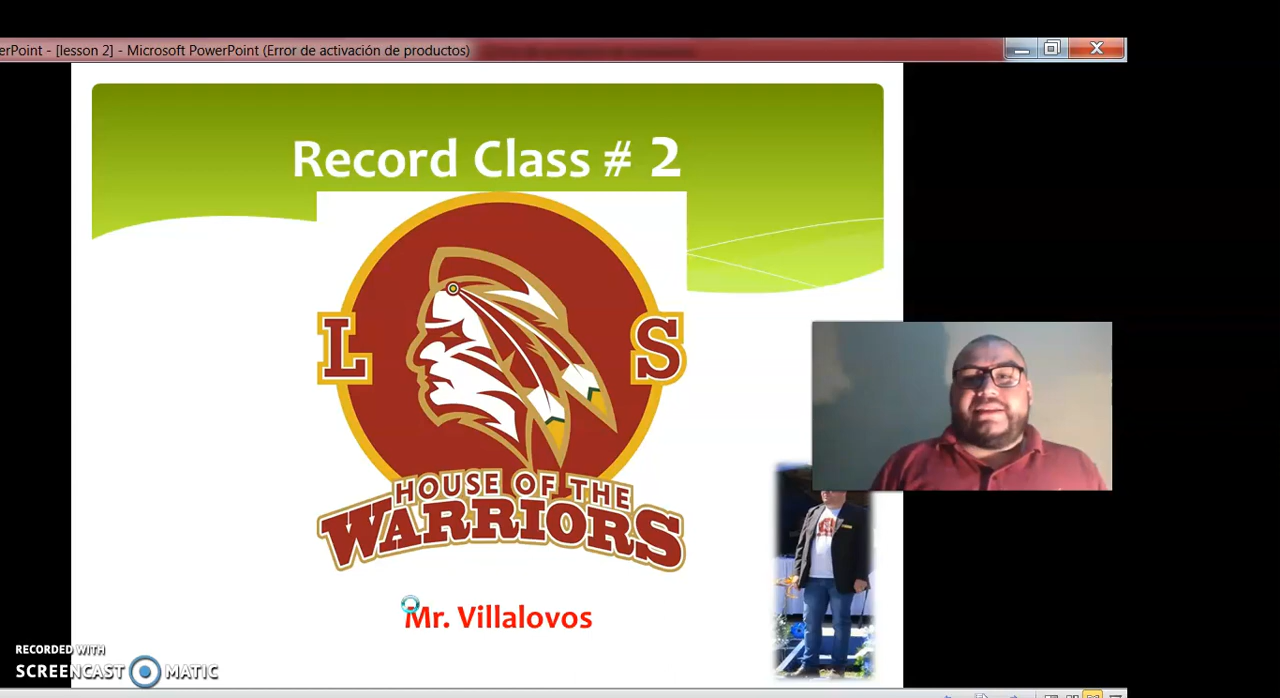 erPoint - [lesson 2] - Microsoft PowerPoint (Error de activación de productos)
Record Class # 2
L S
HOUSE OF THE
WARRIORS
Mr. Villalovos
RECORDED WITH
SCREENCAST MATIC